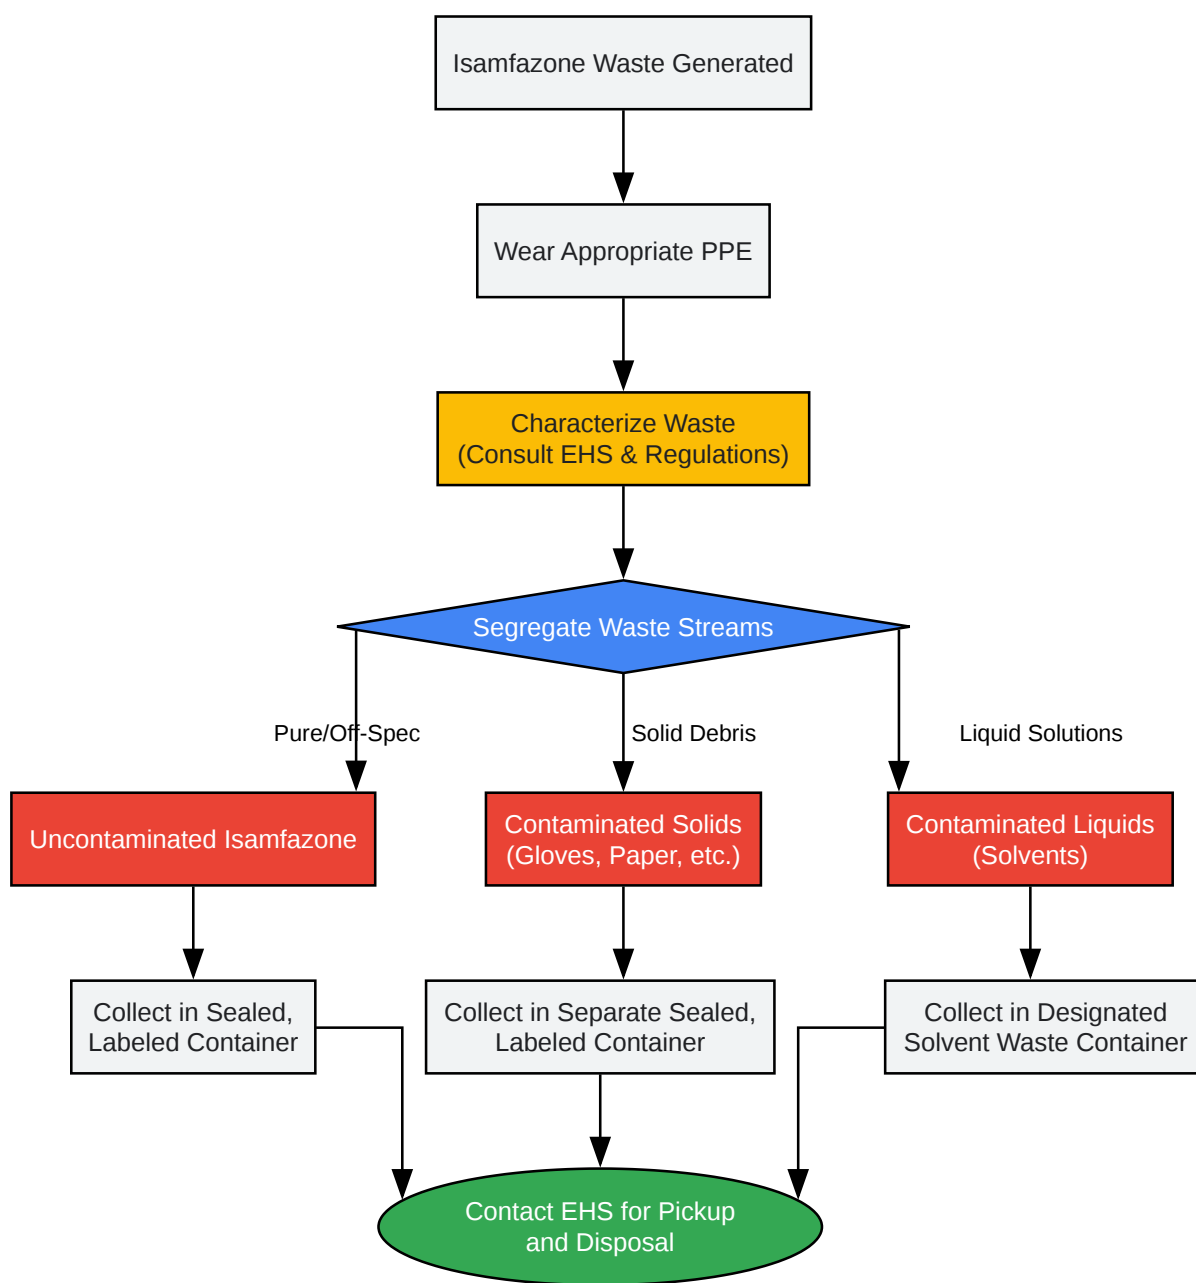 Isamfazone Waste Generated
Wear Appropriate PPE
Characterize Waste
(Consult EHS & Regulations)
Segregate Waste Streams
Pure/Off-Spec
Solid Debris
Liquid Solutions
Uncontaminated Isamfazone
Contaminated Solids
(Gloves, Paper, etc.)
Contaminated Liquids
(Solvents)
Collect in Sealed,
Labeled Container
Collect in Separate Sealed,
Labeled Container
Collect in Designated
Solvent Waste Container
Contact EHS for Pickup
and Disposal